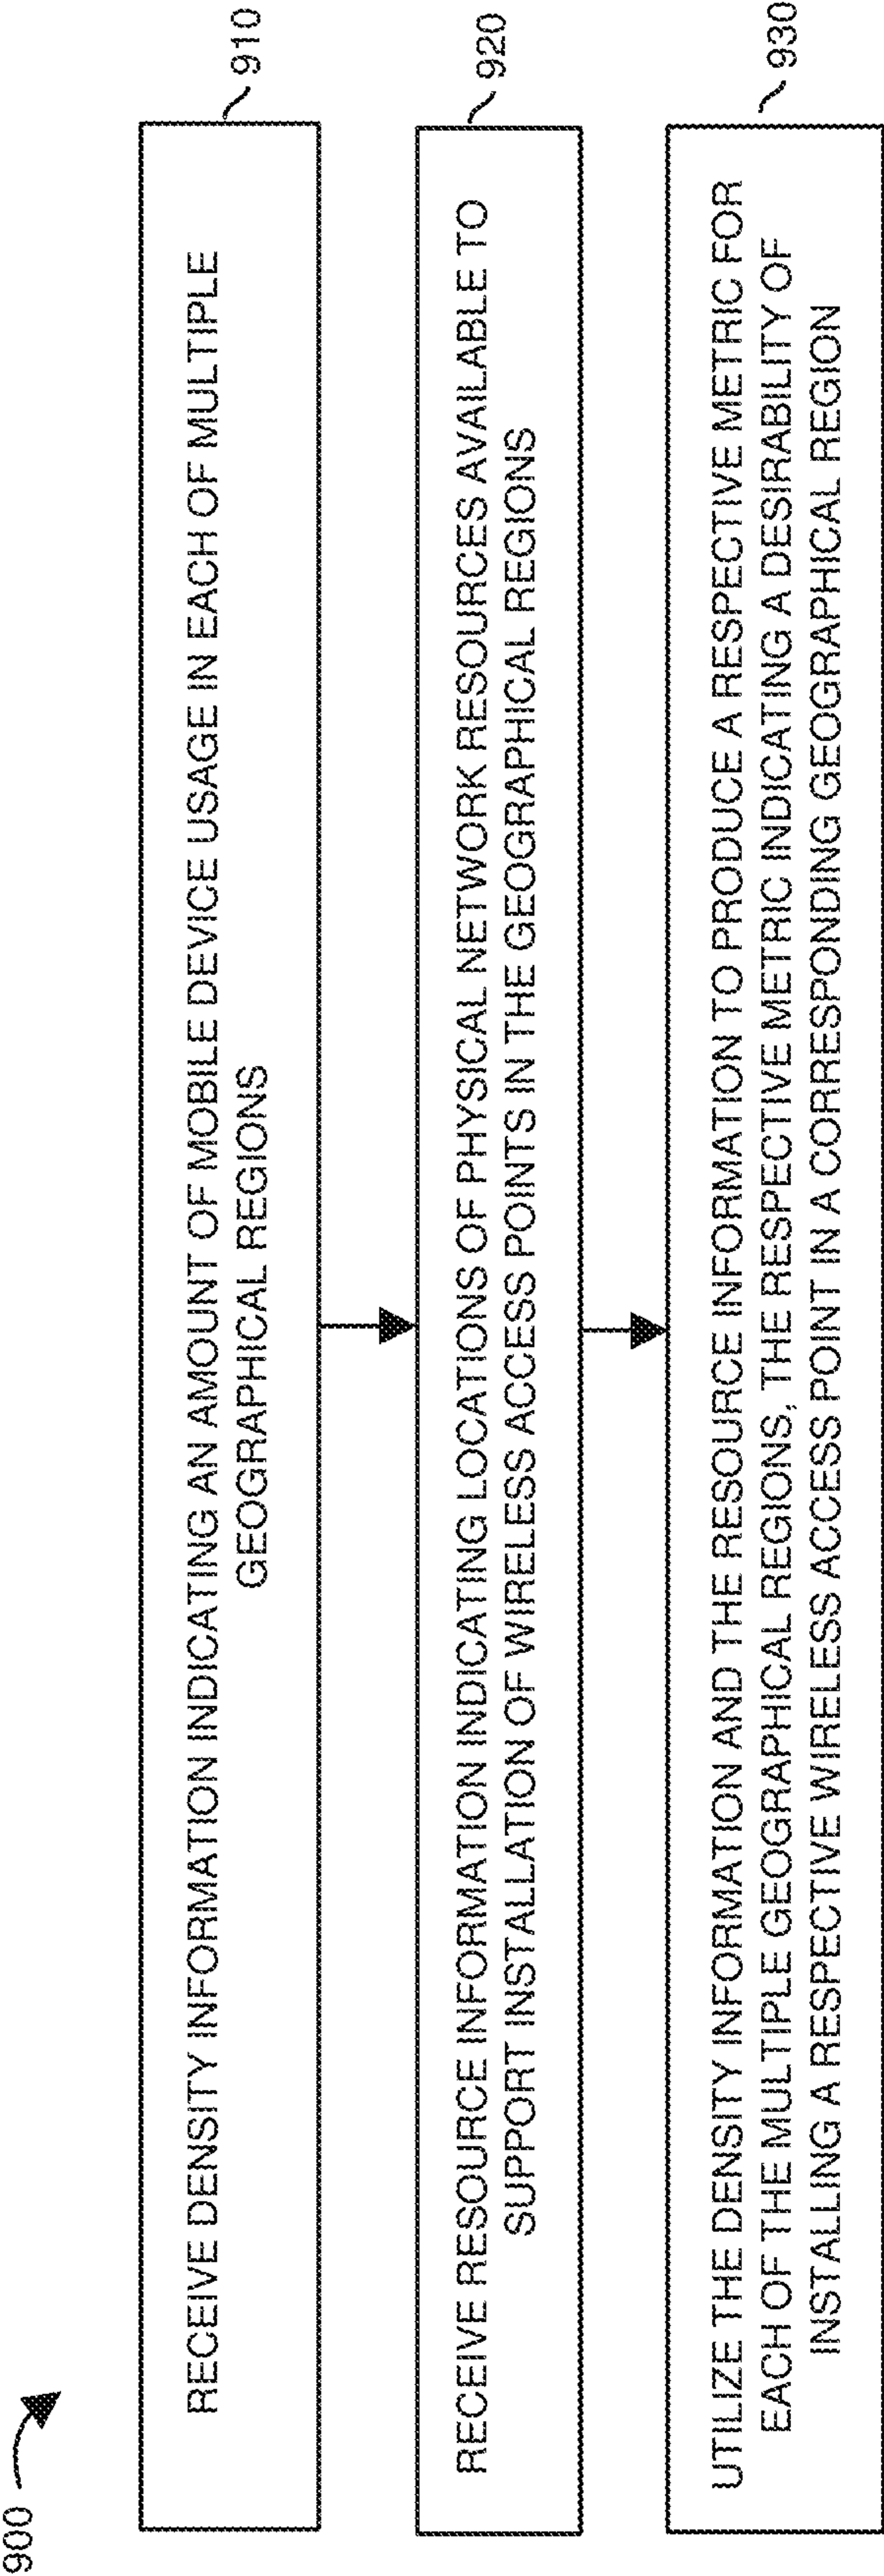 900
RECEIVE DENSITY INFORMATION INDICATING AN AMOUNT OF MOBILE DEVICE USAGE IN EACH OF MULTIPLE
GEOGRAPHICAL REGIONS
910
RECEIVE RESOURCE INFORMATION INDICATING LOCATIONS OF PHYSICAL NETWORK RESOURCES AVAILABLE TO
SUPPORT INSTALLATION OF WIRELESS ACCESS POINTS IN THE GEOGRAPHICAL REGIONS
920
UTILIZE THE DENSITY INFORMATION AND THE RESOURCE INFORMATION TO PRODUCE A RESPECTIVE METRIC FOR
EACH OF THE MULTIPLE GEOGRAPHICAL REGIONS, THE RESPECTIVE METRIC INDICATING A DESIRABILITY OF
INSTALLING A RESPECTIVE WIRELESS ACCESS POINT IN A CORRESPONDING GEOGRAPHICAL REGION
930